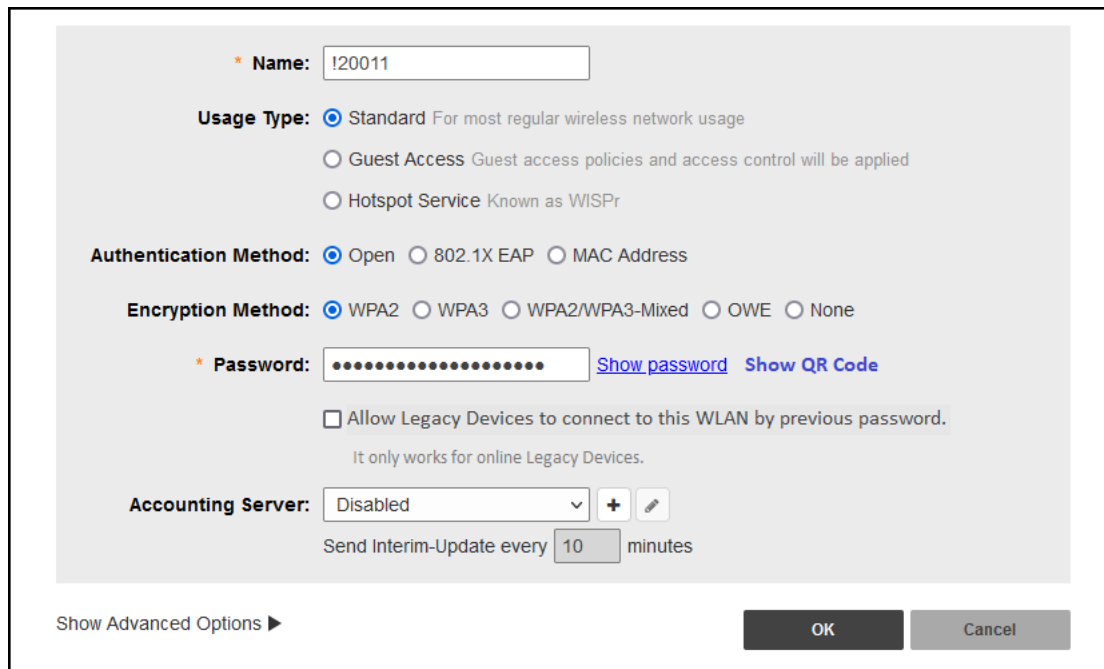 * Name: !20011
Usage Type: Standard For most regular wireless network usage
Guest Access Guest access policies and access control will be applied
Hotspot Service Known as WISPr
Authentication Method: Open 802.1X EAP MAC Address
Encryption Method: WPA2 WPA3 WPA2/WPA3-Mixed OWE None
* Password: •••••••••••••••••••• Show password Show QR Code
Allow Legacy Devices to connect to this WLAN by previous password.
It only works for online Legacy Devices.
Accounting Server: Disabled
Send Interim-Update every 10 minutes
Show Advanced Options ▶ OK Cancel